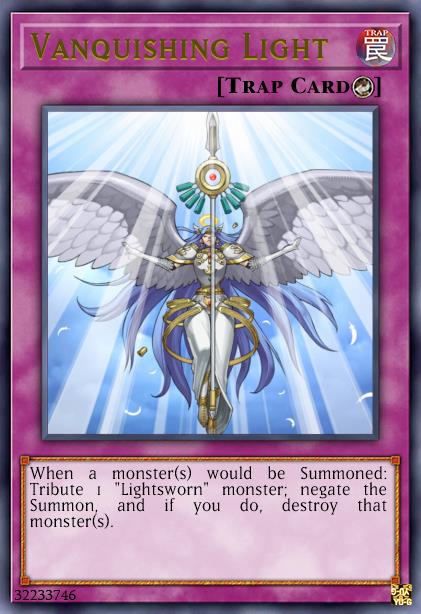 VANQUISHING LIGHT
TRAP
罠
[TRAP CARD]
When a monster(s) would be Summoned:
Tribute 1 "Lightsworn" monster; negate the
Summon, and if you do, destroy that
monster(s).
32233746